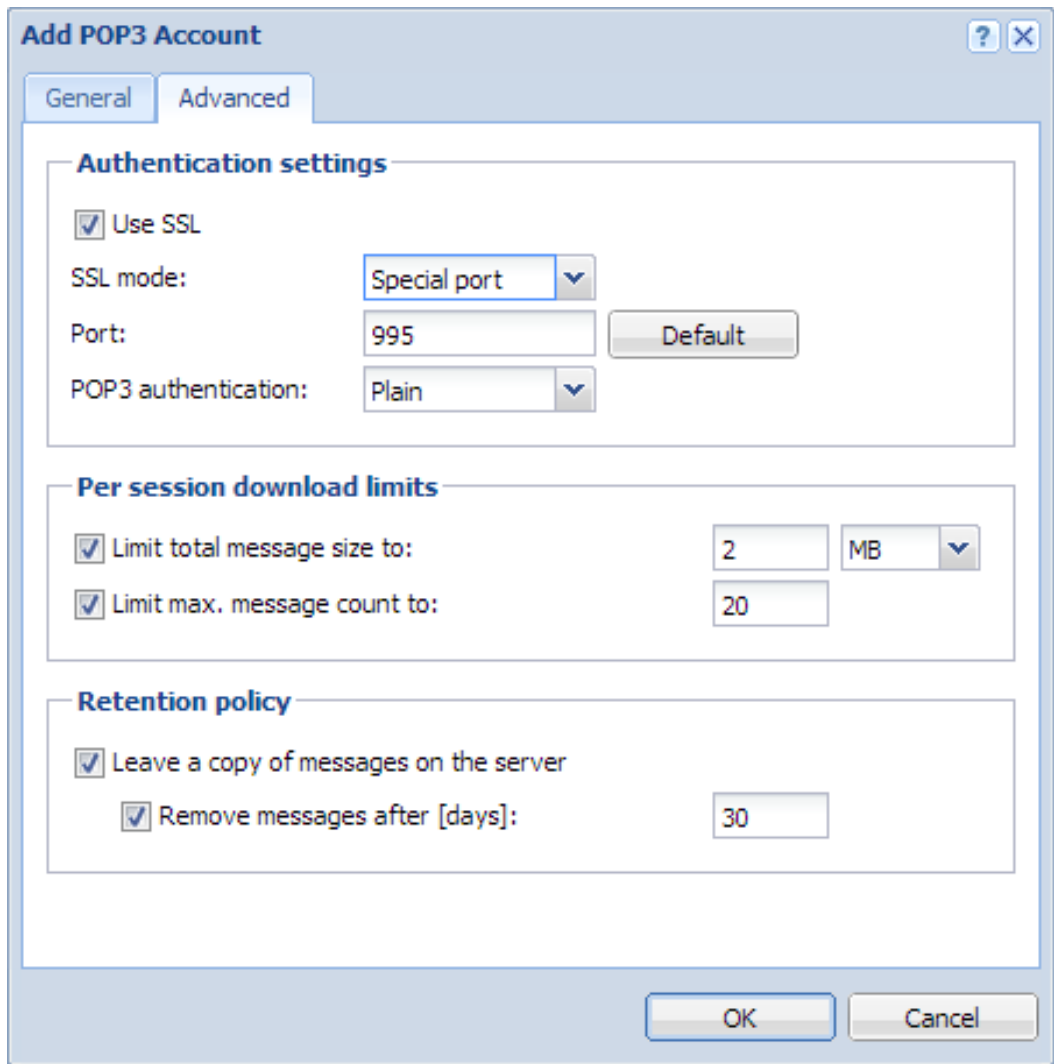 Add POP3 Account
?
General Advanced
Authentication settings
Use SSL
SSL mode: Special port
Port: 995 Default
POP3 authentication: Plain
Per session download limits
Limit total message size to: 2 MB
Limit max. message count to: 20
Retention policy
Leave a copy of messages on the server
Remove messages after [days]: 30
OK Cancel